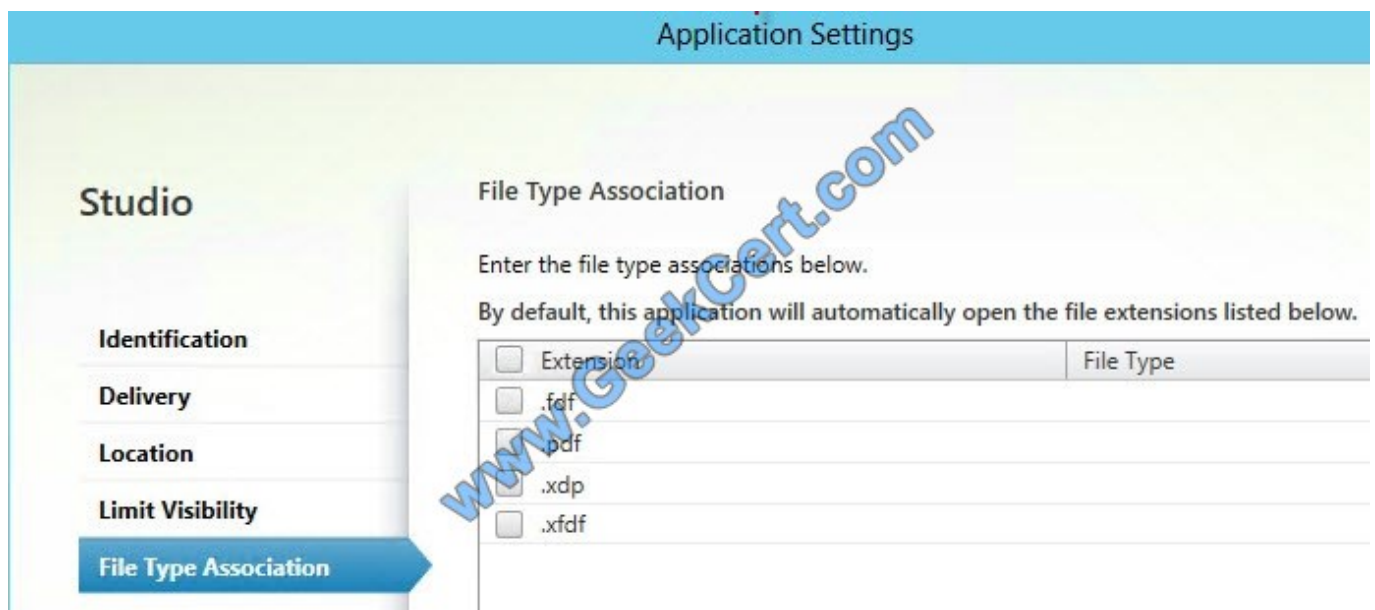 Application Settings
Studio
Identification
Delivery
Location
Limit Visibility
File Type Association
File Type Association
Enter the file type associations below.
By default, this application will automatically open the file extensions listed below.
Extension File Type
.fdf
.pdf
.xdp
.xfdf
www.GeekCert.com